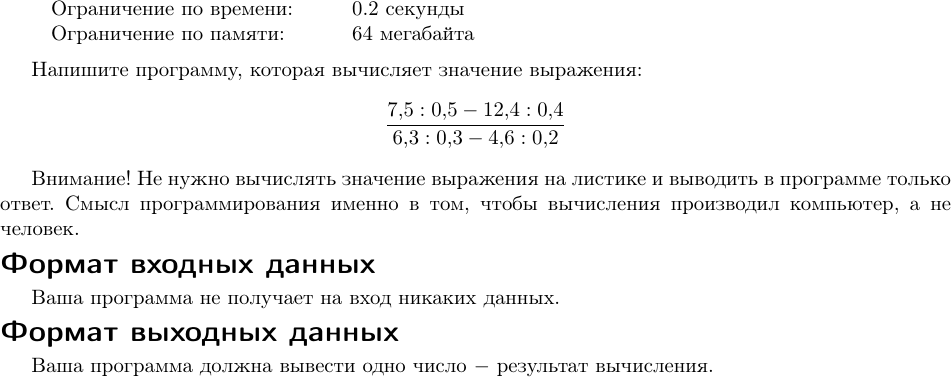 Ограничение по времени: 0.2 секунды
Ограничение по памяти: 64 мегабайта
Напишите программу, которая вычисляет значение выражения:
7,5 : 0,5 − 12,4 : 0,4
6,3 : 0,3 − 4,6 : 0,2
Внимание! Не нужно вычислять значение выражения на листике и выводить в программе только
ответ. Смысл программирования именно в том, чтобы вычисления производил компьютер, а не
человек.
Формат входных данных
Ваша программа не получает на вход никаких данных.
Формат выходных данных
Ваша программа должна вывести одно число − результат вычисления.